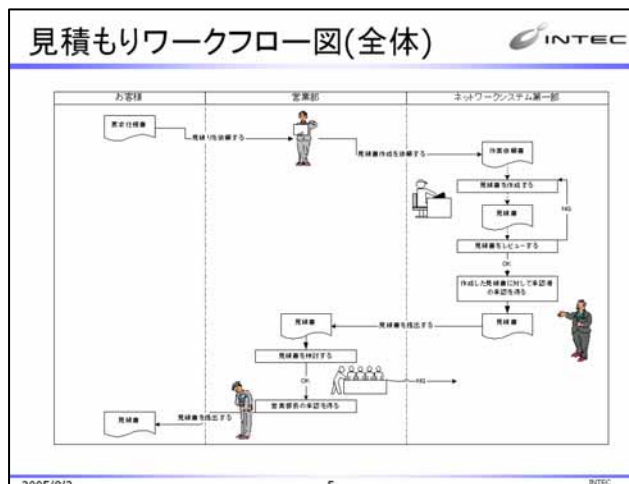 見積もりワークフロー図(全体)
INTEC
お客様
営業部
ネットワークシステム第一部
要求仕様書
見積りを依頼する
見積書作成を依頼する
作業依頼書
見積書を作成する
NG
見積書
見積書をレビューする
OK
作成した見積書に対して承認者
の承認を得る
見積書
見積書を提出する
見積書
見積書を検討する
OK
NG
営業部長の承認を得る
見積書を提出する
見積書
5
INTEC